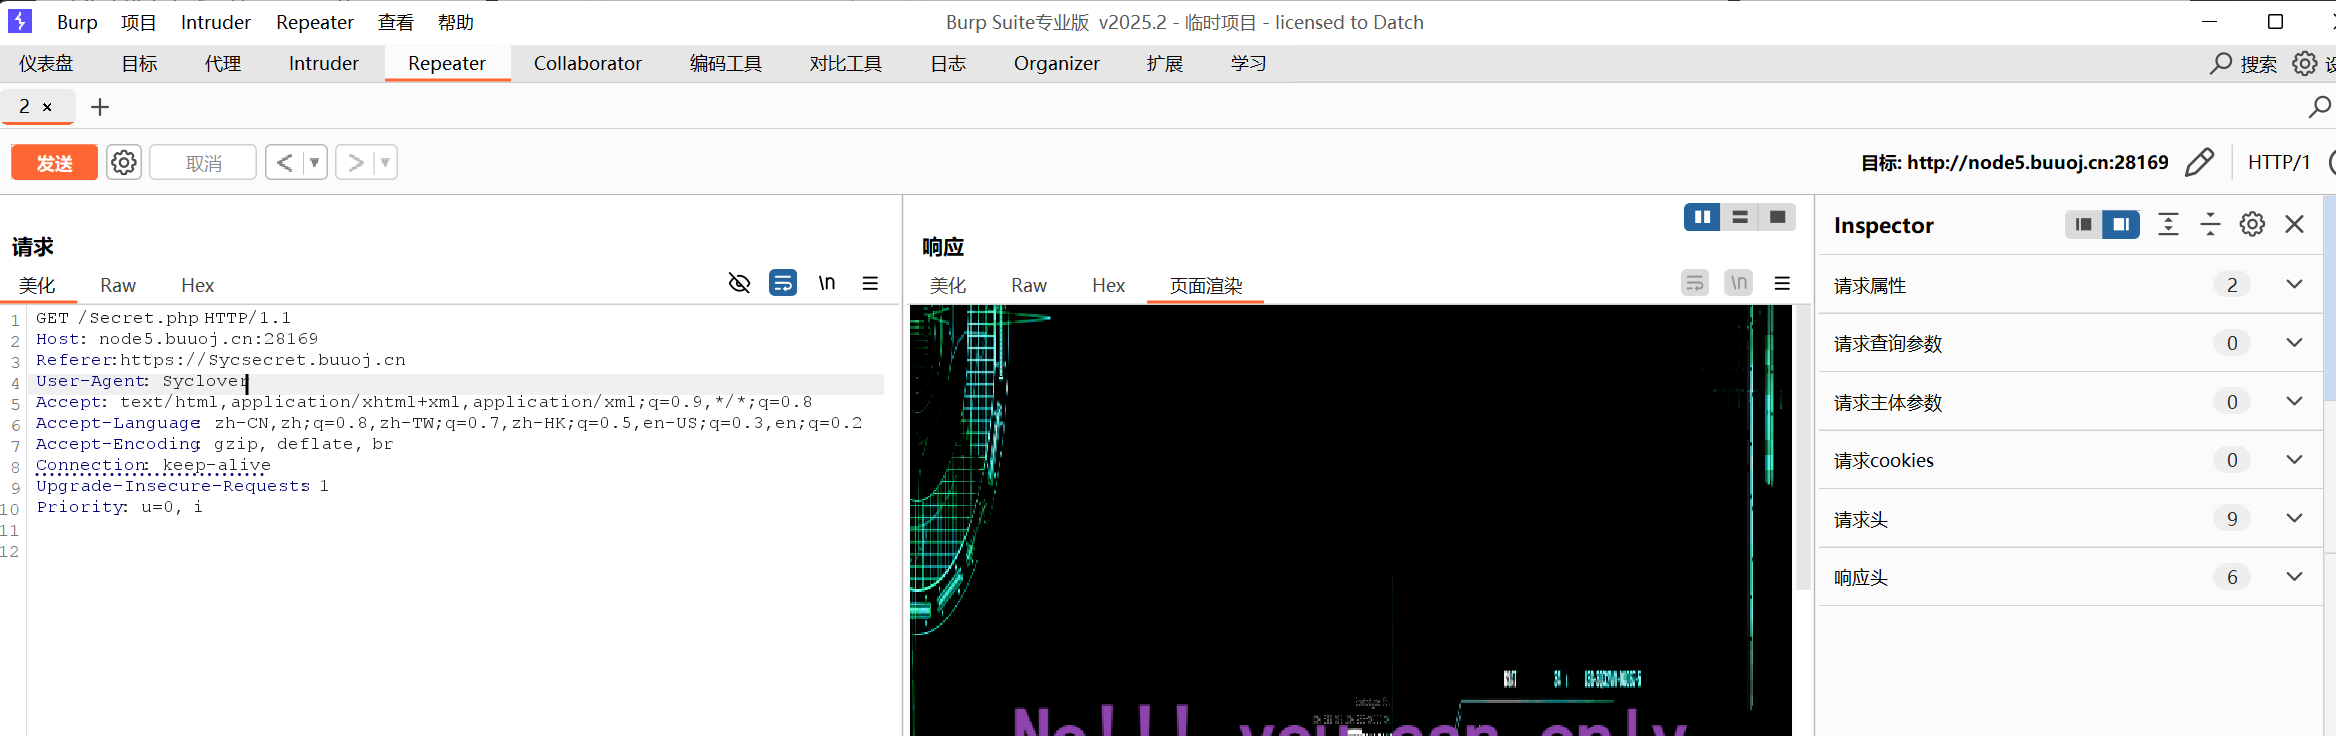 Burp 项目 Intruder Repeater 查看 帮助 Burp Suite专业版 v2025.2 - 临时项目 - licensed to Datch
仪表盘 目标 代理 Intruder Repeater Collaborator 编码工具 对比工具 日志 Organizer 扩展 学习 搜索
2 × +
发送 取消 < > 目标: http://node5.buuoj.cn:28169 HTTP/1
请求
美化 Raw Hex \n
1 GET /Secret.php HTTP/1.1
2 Host: node5.buuoj.cn:28169
3 Referer:https://Sycsecret.buuoj.cn
4 User-Agent: Syclover
5 Accept: text/html,application/xhtml+xml,application/xml;q=0.9,*/*;q=0.8
6 Accept-Language: zh-CN,zh;q=0.8,zh-TW;q=0.7,zh-HK;q=0.5,en-US;q=0.3,en;q=0.2
7 Accept-Encoding: gzip, deflate, br
8 Connection: keep-alive
9 Upgrade-Insecure-Requests: 1
10 Priority: u=0, i
11
12
响应
美化 Raw Hex 页面渲染 \n
No!!! you can only
Inspector
请求属性 2
请求查询参数 0
请求主体参数 0
请求cookies 0
请求头 9
响应头 6